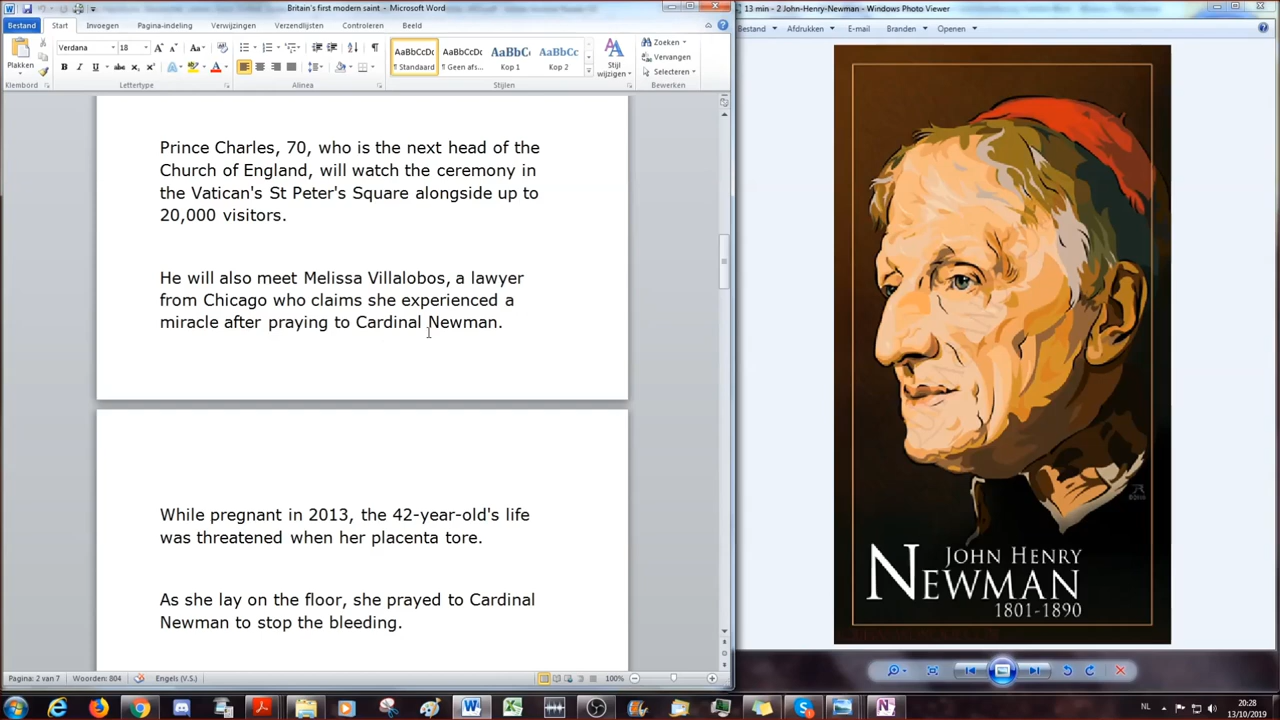 Britain's first modern saint - Microsoft Word
Bestand Start Invoegen Pagina-indeling Verwijzingen Verzendlijsten Controleren Beeld
Plakken
Verdana 18
AaBbCcDc AaBbCcDc AaBbC AaBbCc
¶ Standaard ¶ Geen afs... Kop 1 Kop 2
Stijl wijzigen
Zoeken
Vervangen
Selecteren
Klembord Lettertype Alinea Stijlen Bewerken
Prince Charles, 70, who is the next head of the
Church of England, will watch the ceremony in
the Vatican's St Peter's Square alongside up to
20,000 visitors.
He will also meet Melissa Villalobos, a lawyer
from Chicago who claims she experienced a
miracle after praying to Cardinal Newman.
While pregnant in 2013, the 42-year-old's life
was threatened when her placenta tore.
As she lay on the floor, she prayed to Cardinal
Newman to stop the bleeding.
Pagina: 2 van 7 Woorden: 804 Engels (V.S.) 100%
13 min - 2 John-Henry-Newman - Windows Photo Viewer
Bestand Afdrukken E-mail Branden Openen
JOHN HENRY
NEWMAN
1801-1890
NL
20:28
13/10/2019